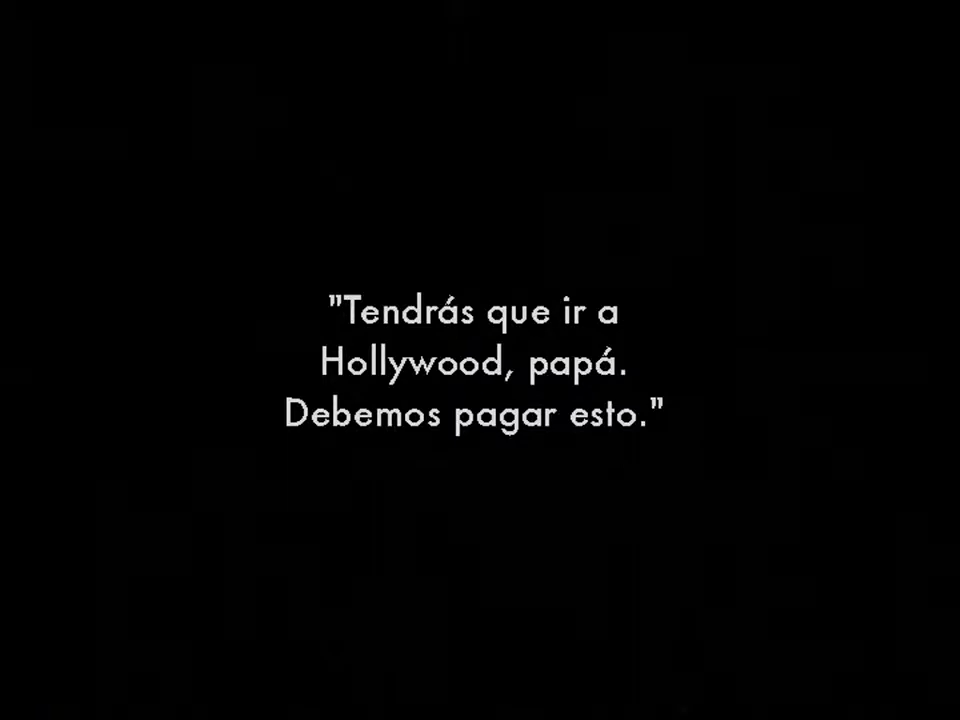 "Tendrás que ir a
Hollywood, papá.
Debemos pagar esto."